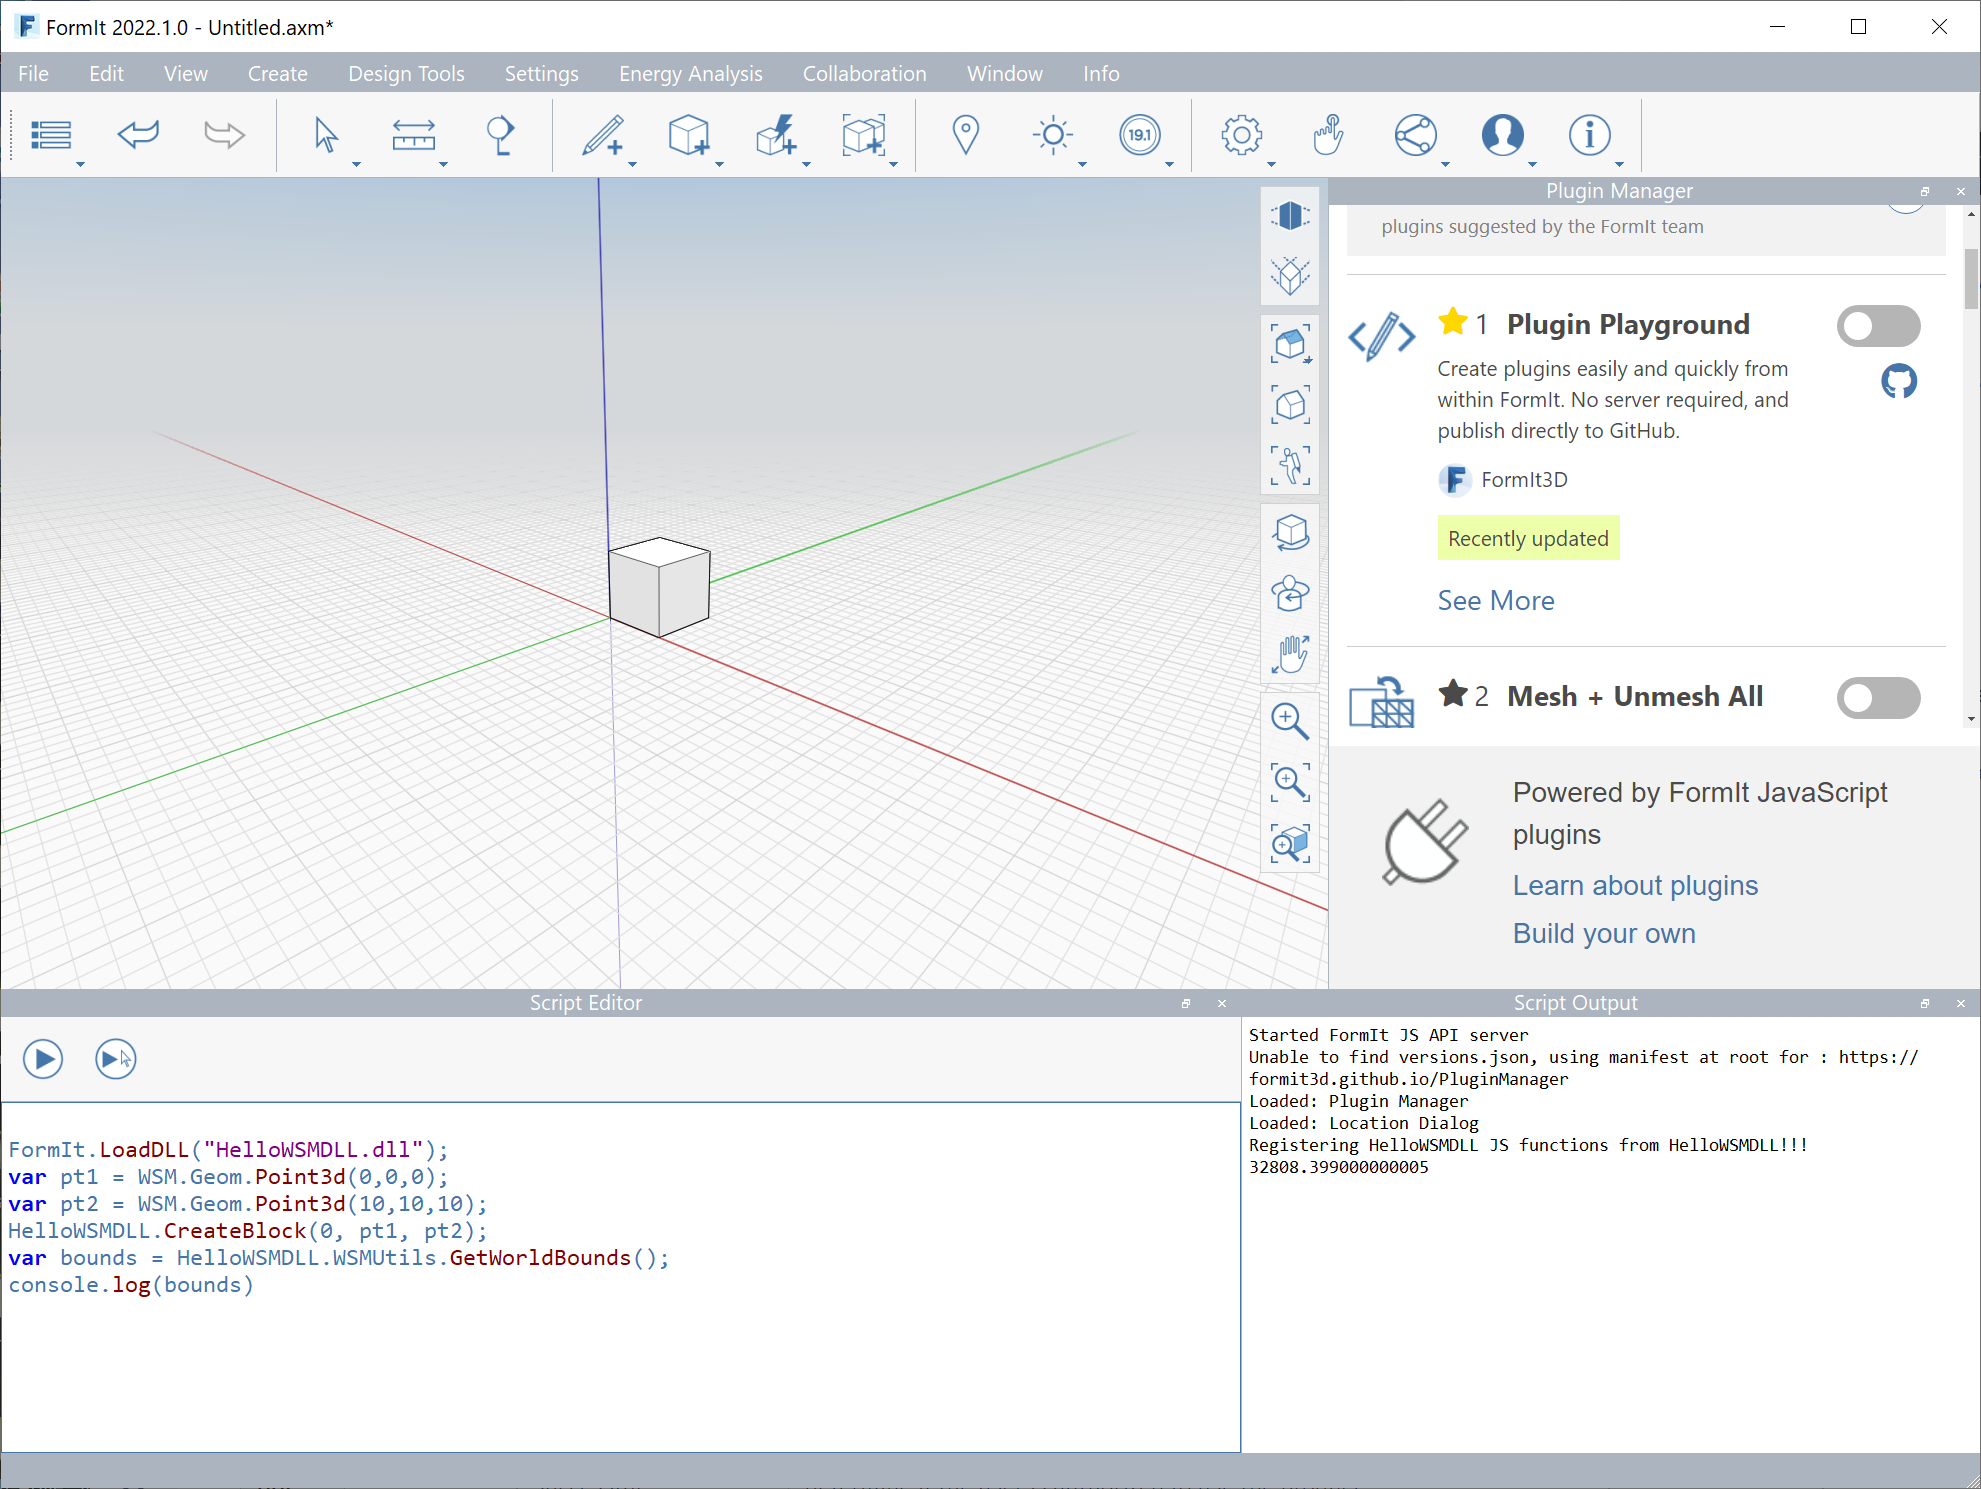 FormIt 2022.1.0 - Untitled.axm*
File Edit View Create Design Tools Settings Energy Analysis Collaboration Window Info
19.1
Plugin Manager
plugins suggested by the FormIt team
1 Plugin Playground
Create plugins easily and quickly from
within FormIt. No server required, and
publish directly to GitHub.
FormIt3D
Recently updated
See More
2 Mesh + Unmesh All
Powered by FormIt JavaScript
plugins
Learn about plugins
Build your own
Script Editor
FormIt.LoadDLL("HelloWSMDLL.dll");
var pt1 = WSM.Geom.Point3d(0,0,0);
var pt2 = WSM.Geom.Point3d(10,10,10);
HelloWSMDLL.CreateBlock(0, pt1, pt2);
var bounds = HelloWSMDLL.WSMUtils.GetWorldBounds();
console.log(bounds)
Script Output
Started FormIt JS API server
Unable to find versions.json, using manifest at root for : https://
formit3d.github.io/PluginManager
Loaded: Plugin Manager
Loaded: Location Dialog
Registering HelloWSMDLL JS functions from HelloWSMDLL!!!
32808.399000000005